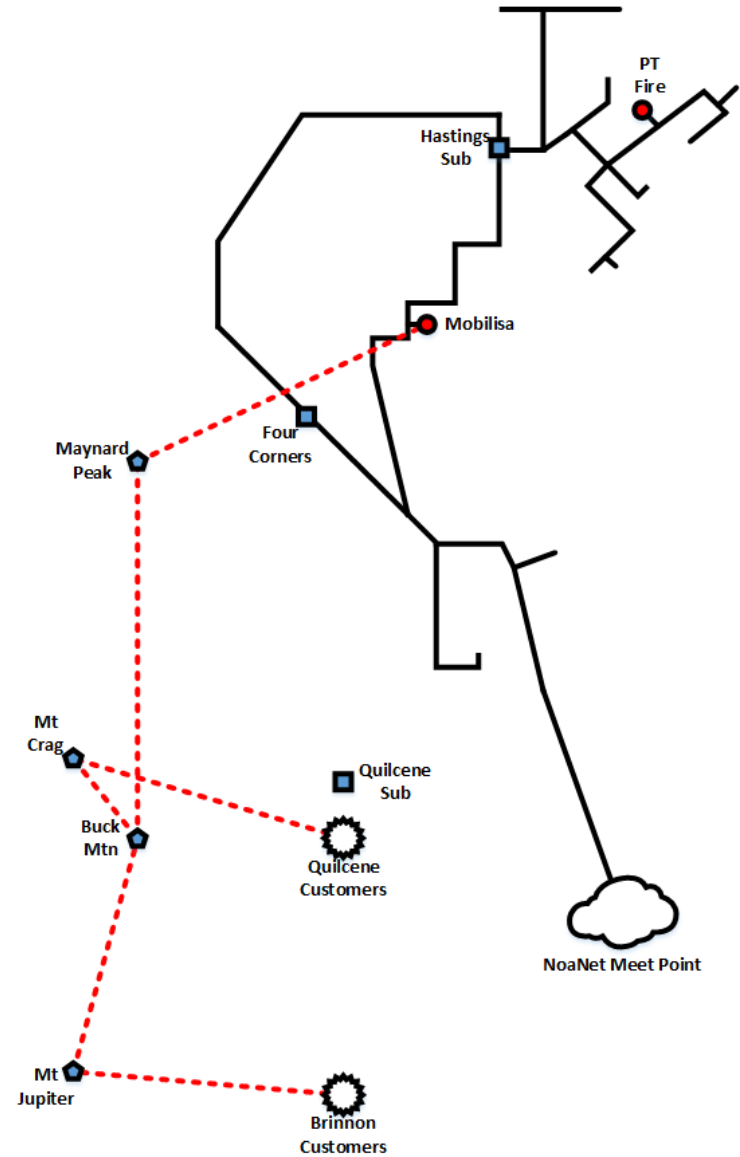 PT
Fire
Hastings
Sub
Mobilisa
Four
Corners
Maynard
Peak
Mt
Crag
Quilcene
Sub
Buck
Mtn
Quilcene
Customers
NoaNet Meet Point
Mt
Jupiter
Brinnon
Customers